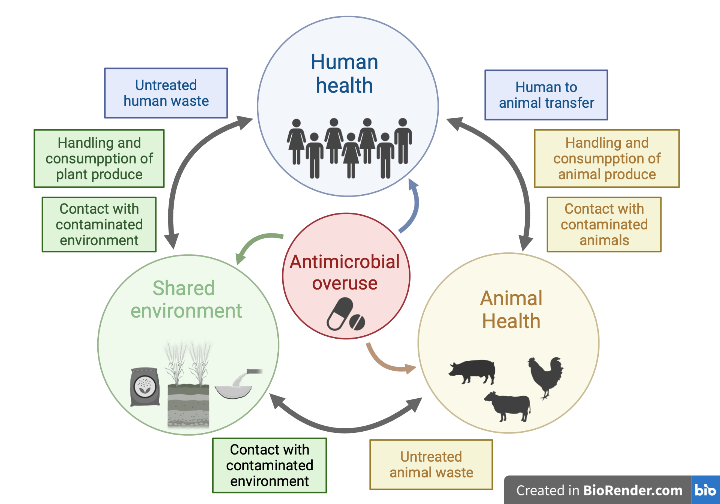 Human
health
Untreated
human waste
Human to
animal transfer
Handling and
consumpption of
plant produce
Handling and
consumpption of
animal produce
Contact with
contaminated
environment
Contact with
contaminated
animals
Antimicrobial
overuse
Shared
environment
Animal
Health
Contact with
contaminated
environment
Untreated
animal waste
Created in BioRender.com bio